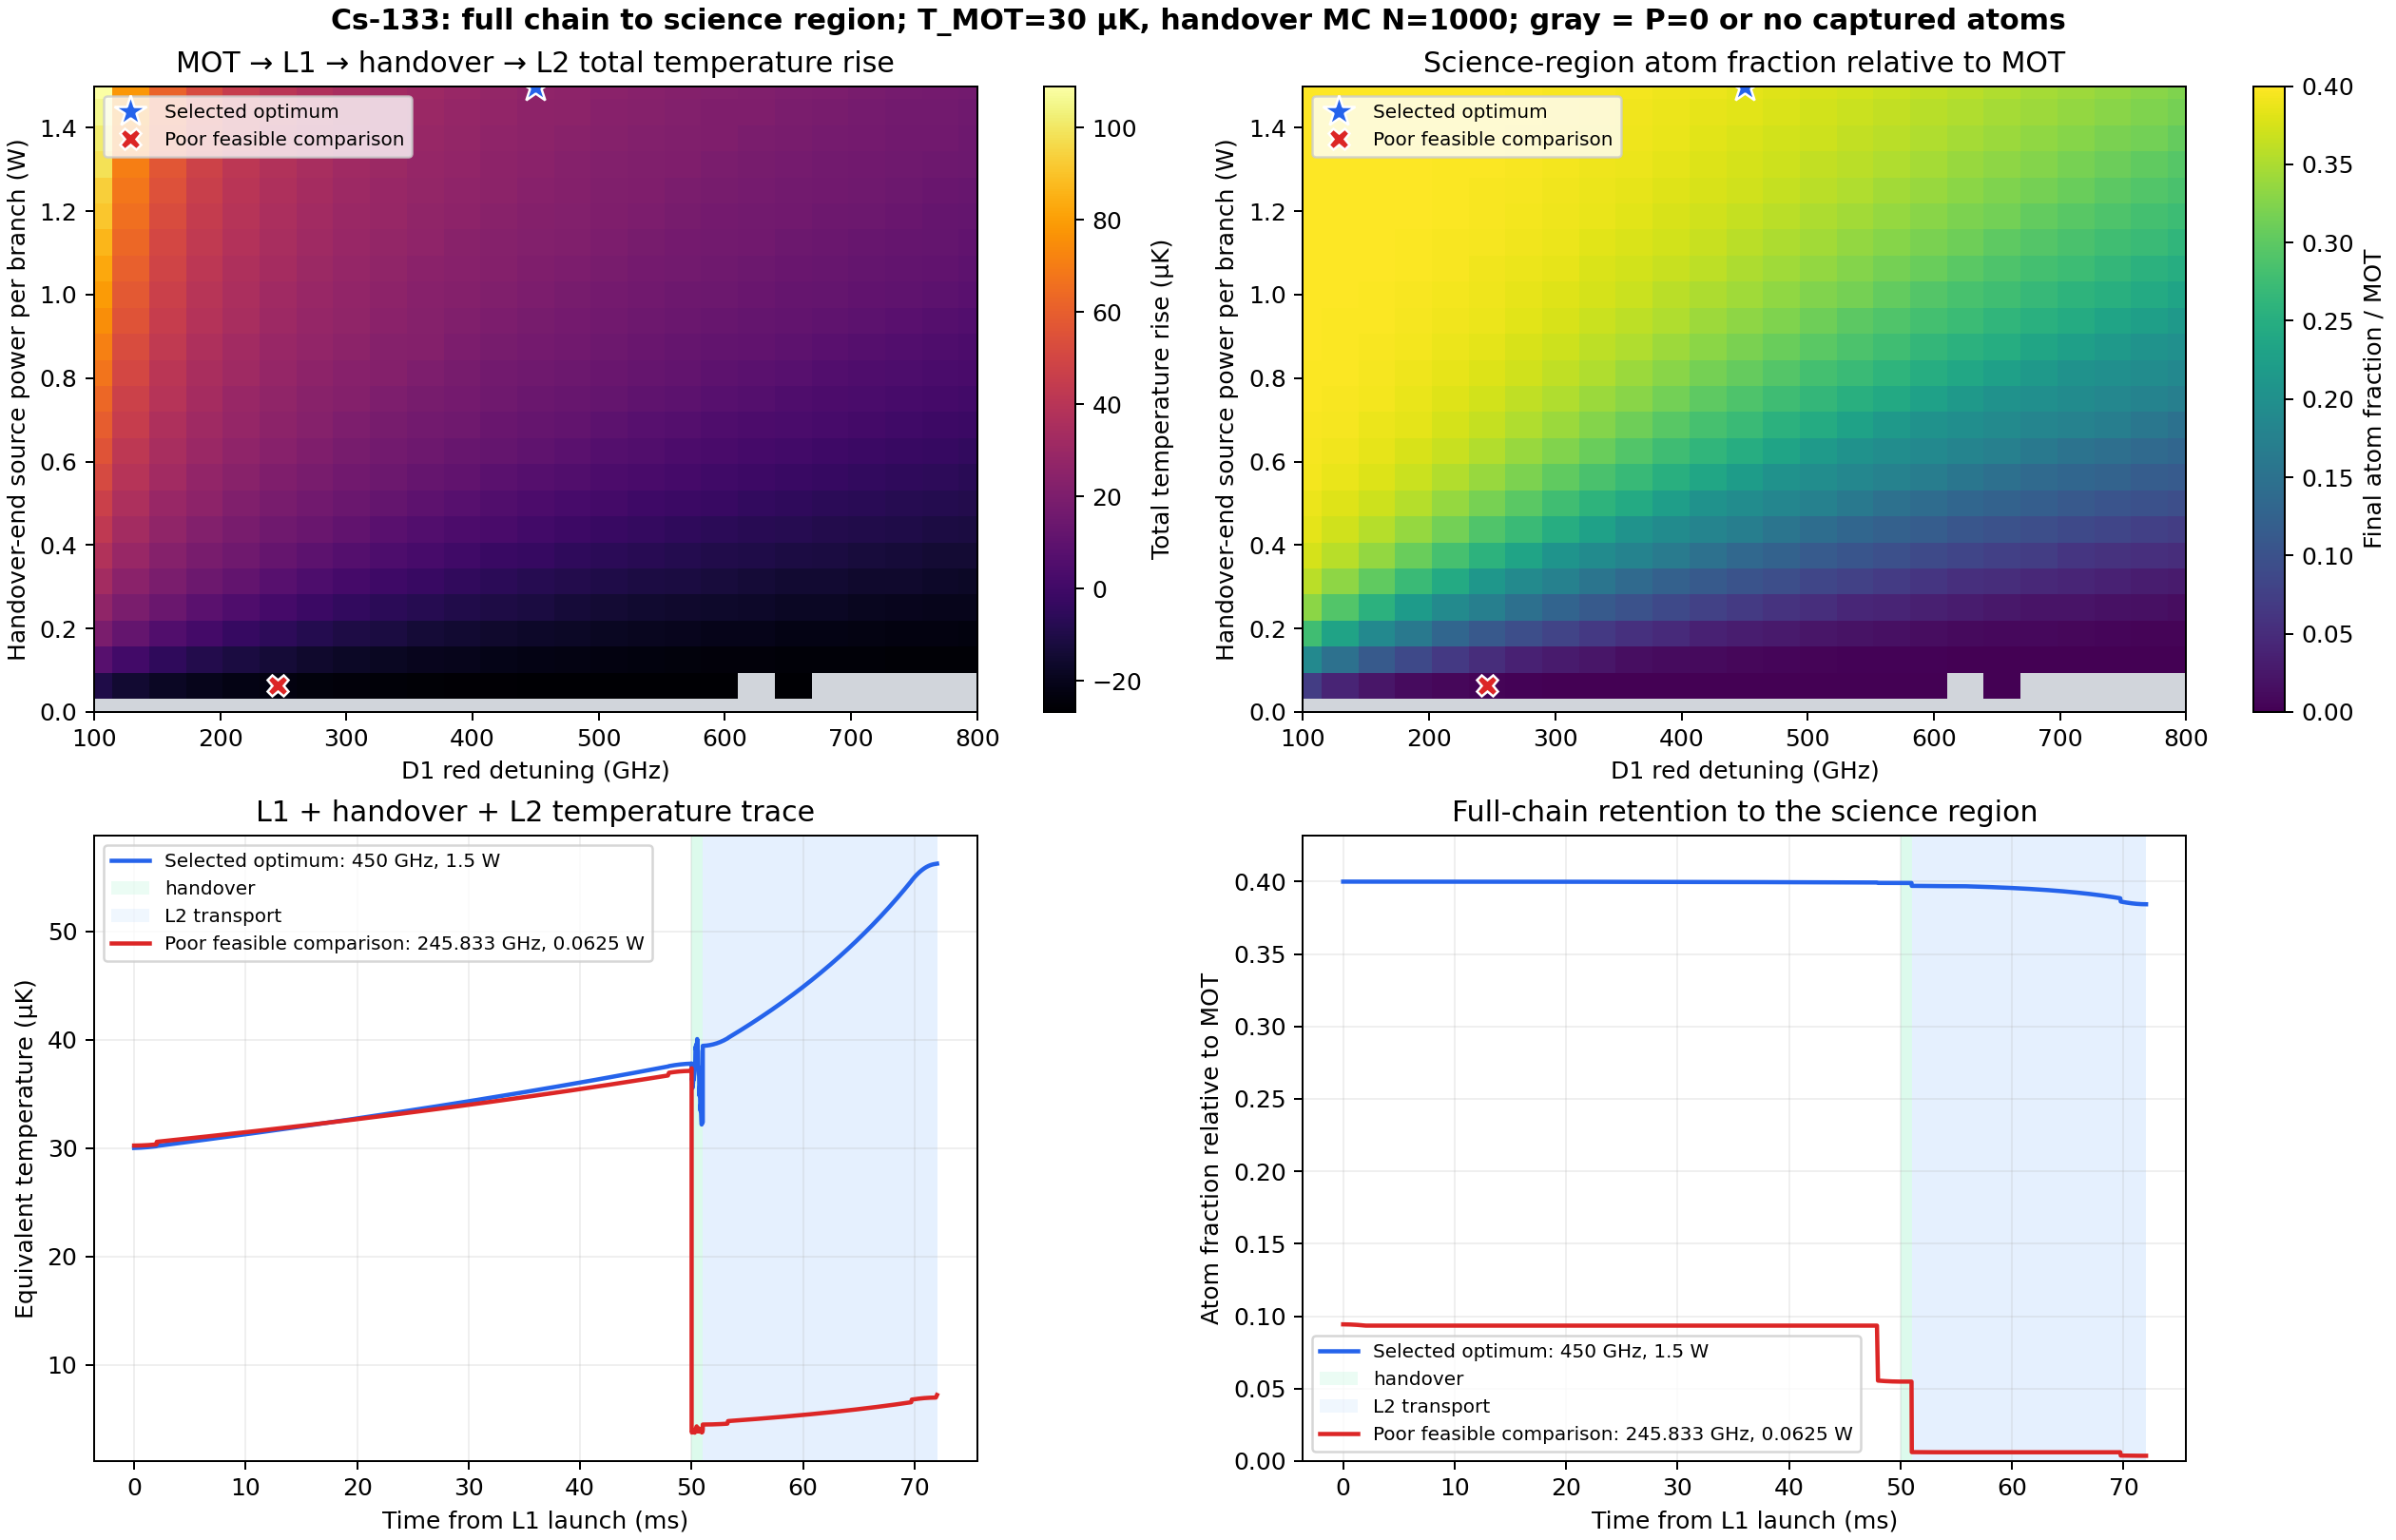 Cs-133: full chain to science region; T_MOT=30 µK, handover MC N=1000; gray = P=0 or no captured atoms
MOT → L1 → handover → L2 total temperature rise
Selected optimum
Poor feasible comparison
Handover-end source power per branch (W)
1.4
1.2
1.0
0.8
0.6
0.4
0.2
0.0
100 200 300 400 500 600 700 800
D1 red detuning (GHz)
100
80
60
40
20
0
−20
Total temperature rise (µK)
Science-region atom fraction relative to MOT
Selected optimum
Poor feasible comparison
Handover-end source power per branch (W)
1.4
1.2
1.0
0.8
0.6
0.4
0.2
0.0
100 200 300 400 500 600 700 800
D1 red detuning (GHz)
0.40
0.35
0.30
0.25
0.20
0.15
0.10
0.05
0.00
Final atom fraction / MOT
L1 + handover + L2 temperature trace
Selected optimum: 450 GHz, 1.5 W
handover
L2 transport
Poor feasible comparison: 245.833 GHz, 0.0625 W
Equivalent temperature (µK)
50
40
30
20
10
0 10 20 30 40 50 60 70
Time from L1 launch (ms)
Full-chain retention to the science region
Atom fraction relative to MOT
0.40
0.35
0.30
0.25
0.20
0.15
0.10
0.05
0.00
Selected optimum: 450 GHz, 1.5 W
handover
L2 transport
Poor feasible comparison: 245.833 GHz, 0.0625 W
0 10 20 30 40 50 60 70
Time from L1 launch (ms)